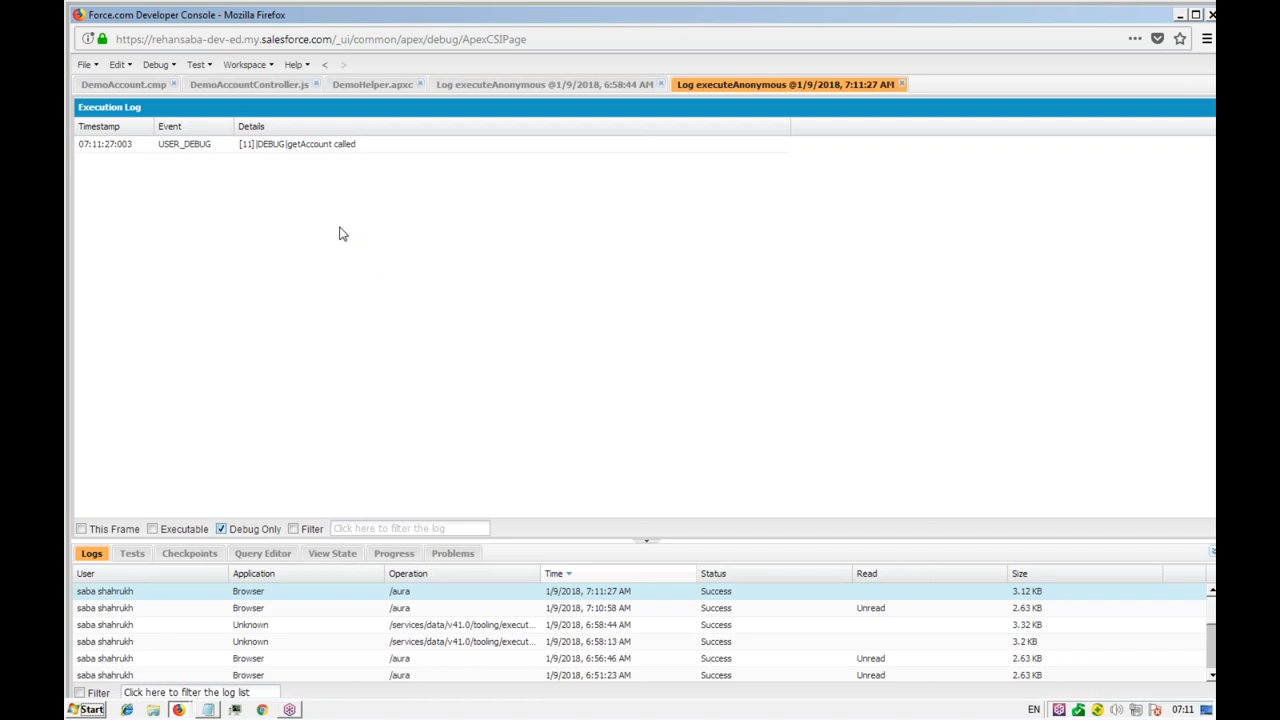 Force.com Developer Console - Mozilla Firefox
https://rehansaba-dev-ed.my.salesforce.com/_ui/common/apex/debug/ApexCSIPage
File Edit Debug Test Workspace Help < >
DemoAccount.cmp DemoAccountController.js DemoHelper.apxc Log executeAnonymous @1/9/2018, 6:58:44 AM Log executeAnonymous @1/9/2018, 7:11:27 AM
Execution Log
Timestamp Event Details
07:11:27:003 USER_DEBUG [11]|DEBUG|getAccount called
This Frame Executable Debug Only Filter Click here to filter the log
Logs Tests Checkpoints Query Editor View State Progress Problems
User Application Operation Time Status Read Size
saba shahrukh Browser /aura 1/9/2018, 7:11:27 AM Success 3.12 KB
saba shahrukh Browser /aura 1/9/2018, 7:10:58 AM Success Unread 2.63 KB
saba shahrukh Unknown /services/data/v41.0/tooling/execut... 1/9/2018, 6:58:44 AM Success 3.32 KB
saba shahrukh Unknown /services/data/v41.0/tooling/execut... 1/9/2018, 6:58:13 AM Success 3.2 KB
saba shahrukh Browser /aura 1/9/2018, 6:56:46 AM Success Unread 2.63 KB
saba shahrukh Browser /aura 1/9/2018, 6:51:23 AM Success Unread 2.63 KB
Filter Click here to filter the log list
Start EN 07:11